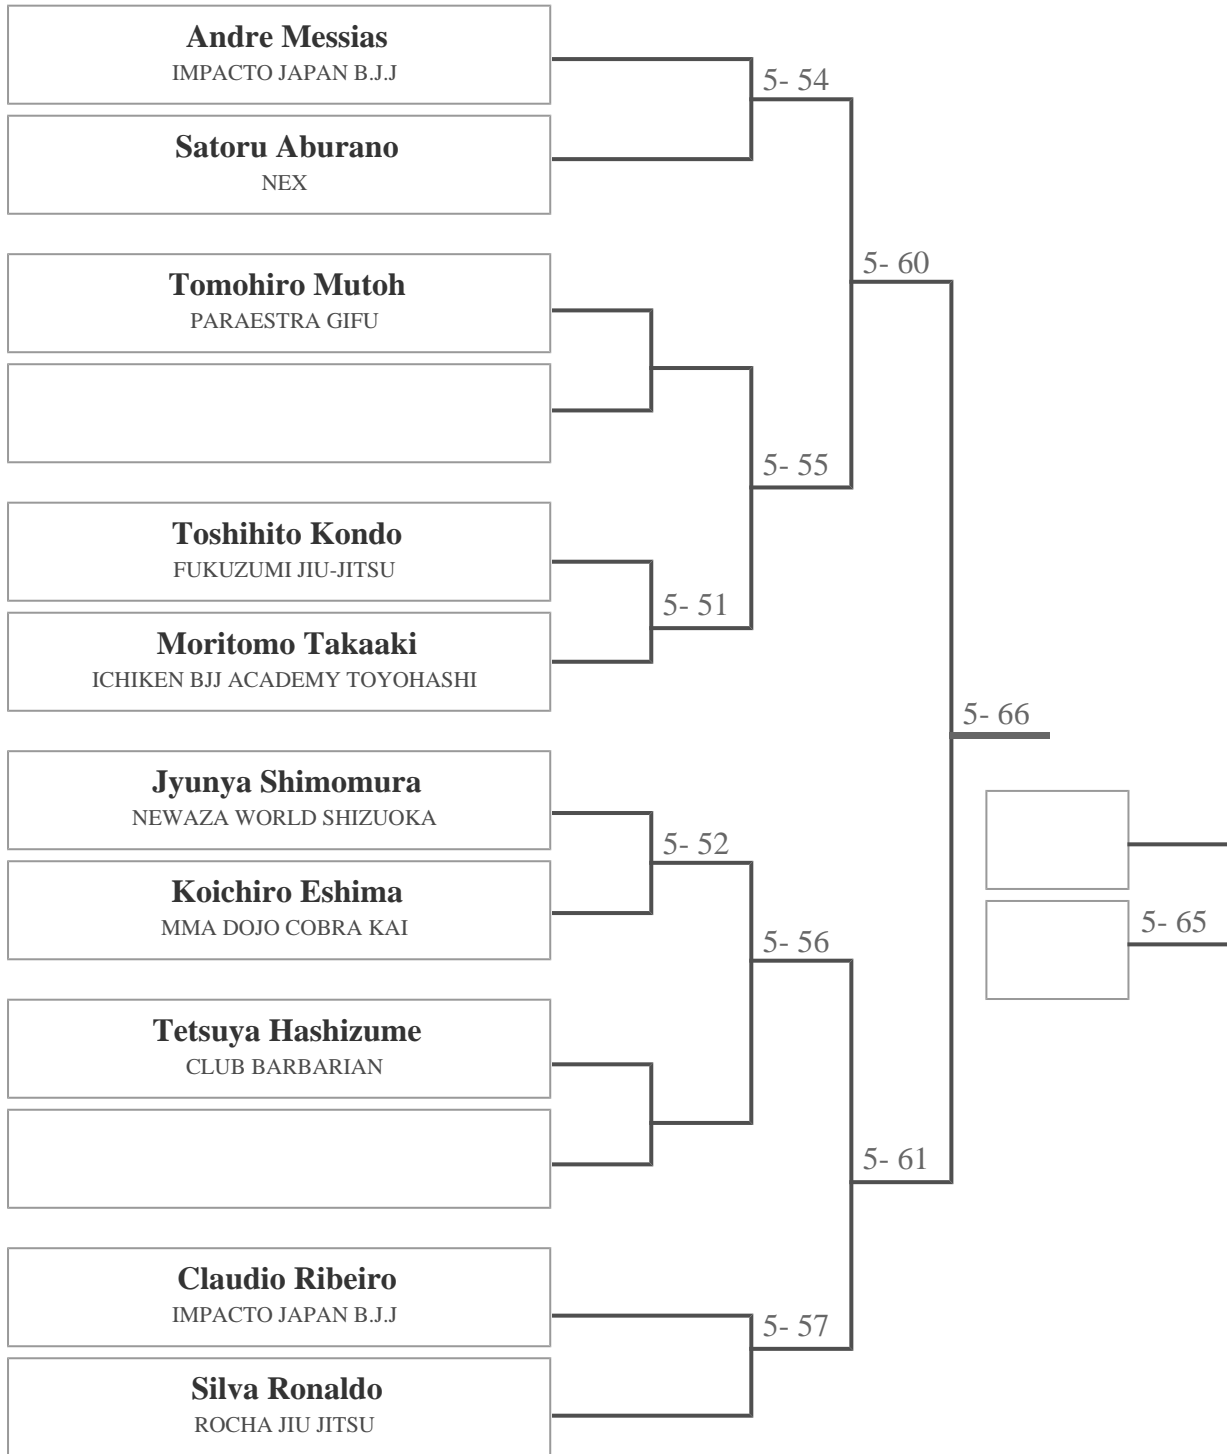 Andre Messias
IMPACTO JAPAN B.J.J
5- 54
Satoru Aburano
NEX
5- 60
Tomohiro Mutoh
PARAESTRA GIFU
5- 55
Toshihito Kondo
FUKUZUMI JIU-JITSU
5- 51
Moritomo Takaaki
ICHIKEN BJJ ACADEMY TOYOHASHI
5- 66
Jyunya Shimomura
NEWAZA WORLD SHIZUOKA
5- 52
Koichiro Eshima
MMA DOJO COBRA KAI
5- 65
5- 56
Tetsuya Hashizume
CLUB BARBARIAN
5- 61
Claudio Ribeiro
IMPACTO JAPAN B.J.J
5- 57
Silva Ronaldo
ROCHA JIU JITSU